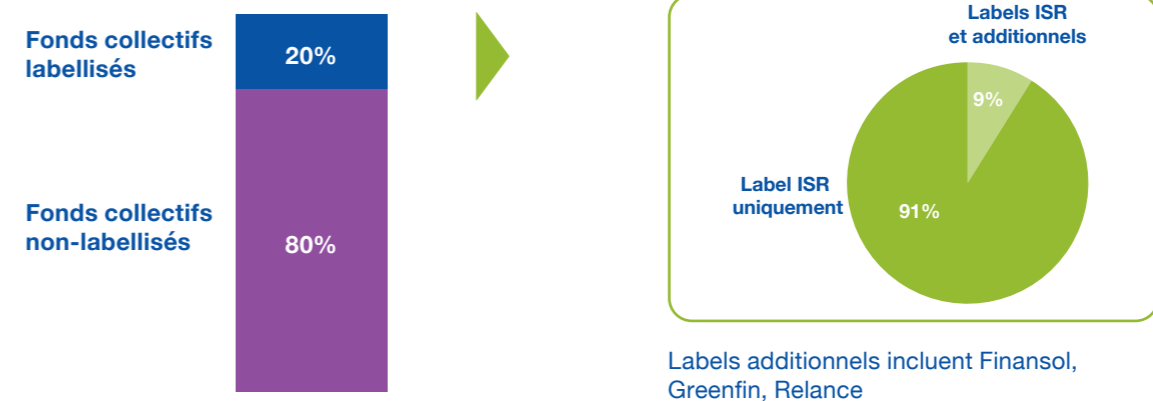 Fonds collectifs
labellisés
20%
Fonds collectifs
non-labellisés
80%
Labels ISR
et additionnels
9%
Label ISR
uniquement
91%
Labels additionnels incluent Finansol,
Greenfin, Relance